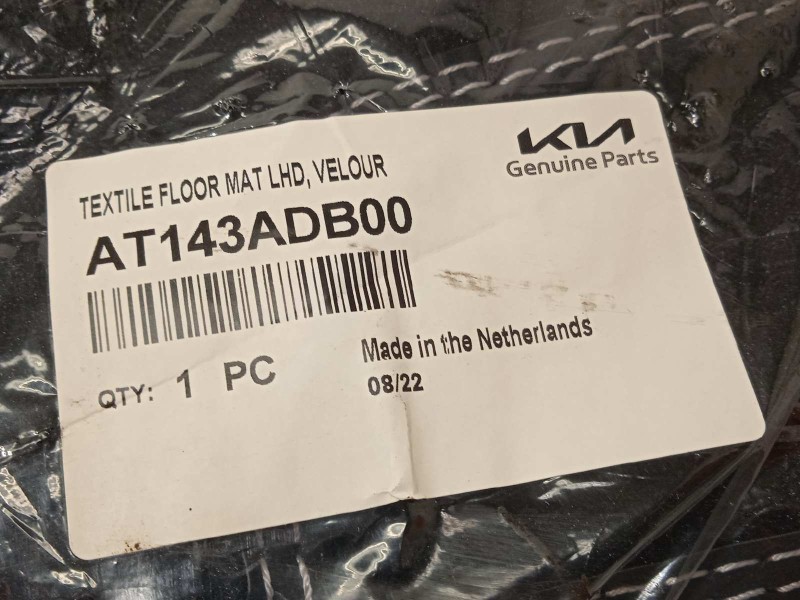 KIA
Genuine Parts
TEXTILE FLOOR MAT LHD, VELOUR
AT143ADB00
QTY: 1 PC
Made in the Netherlands
08/22